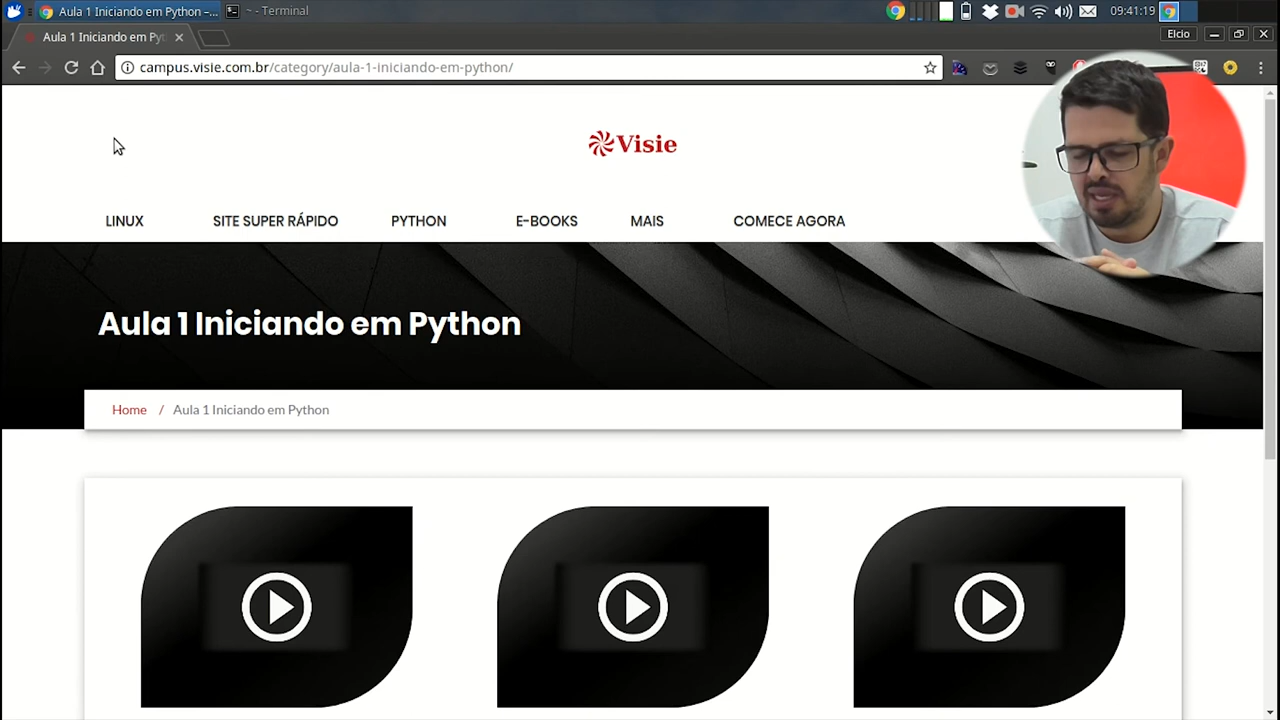 Aula 1 Iniciando em Python –...
~ - Terminal
09:41:19
Aula 1 Iniciando em Pyt
Elcio
campus.visie.com.br/category/aula-1-iniciando-em-python/
Visie
LINUX
SITE SUPER RÁPIDO
PYTHON
E-BOOKS
MAIS
COMECE AGORA
Aula 1 Iniciando em Python
Home / Aula 1 Iniciando em Python